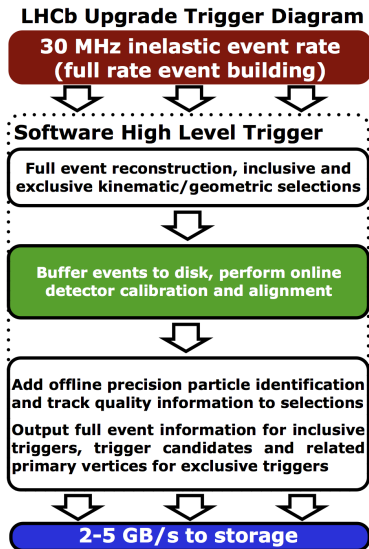 LHCb Upgrade Trigger Diagram
30 MHz inelastic event rate
(full rate event building)
Software High Level Trigger
Full event reconstruction, inclusive and
exclusive kinematic/geometric selections
Buffer events to disk, perform online
detector calibration and alignment
Add offline precision particle identification
and track quality information to selections
Output full event information for inclusive
triggers, trigger candidates and related
primary vertices for exclusive triggers
2-5 GB/s to storage